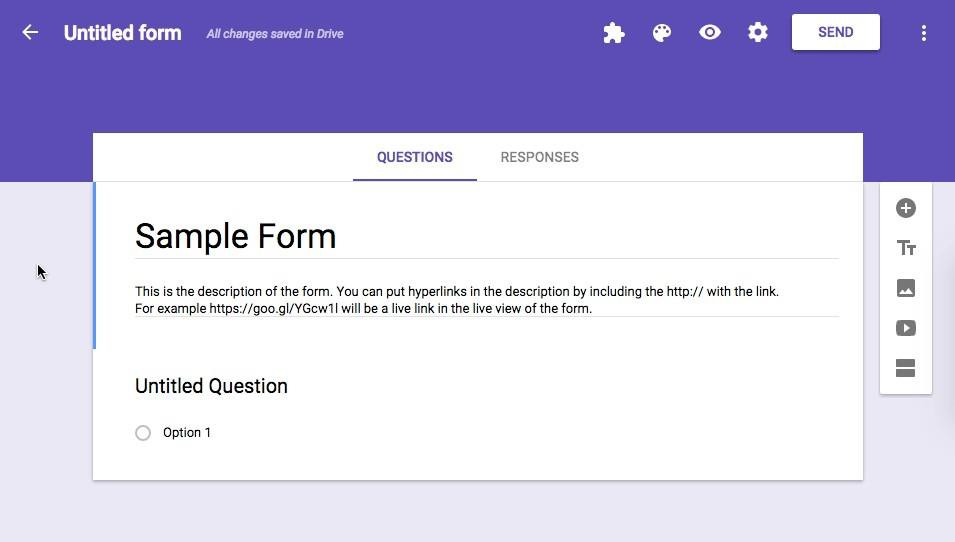 Untitled form
All changes saved in Drive
SEND
QUESTIONS
RESPONSES
Sample Form
This is the description of the form. You can put hyperlinks in the description by including the http:// with the link.
For example https://goo.gl/YGcw1l will be a live link in the live view of the form.
Untitled Question
Option 1